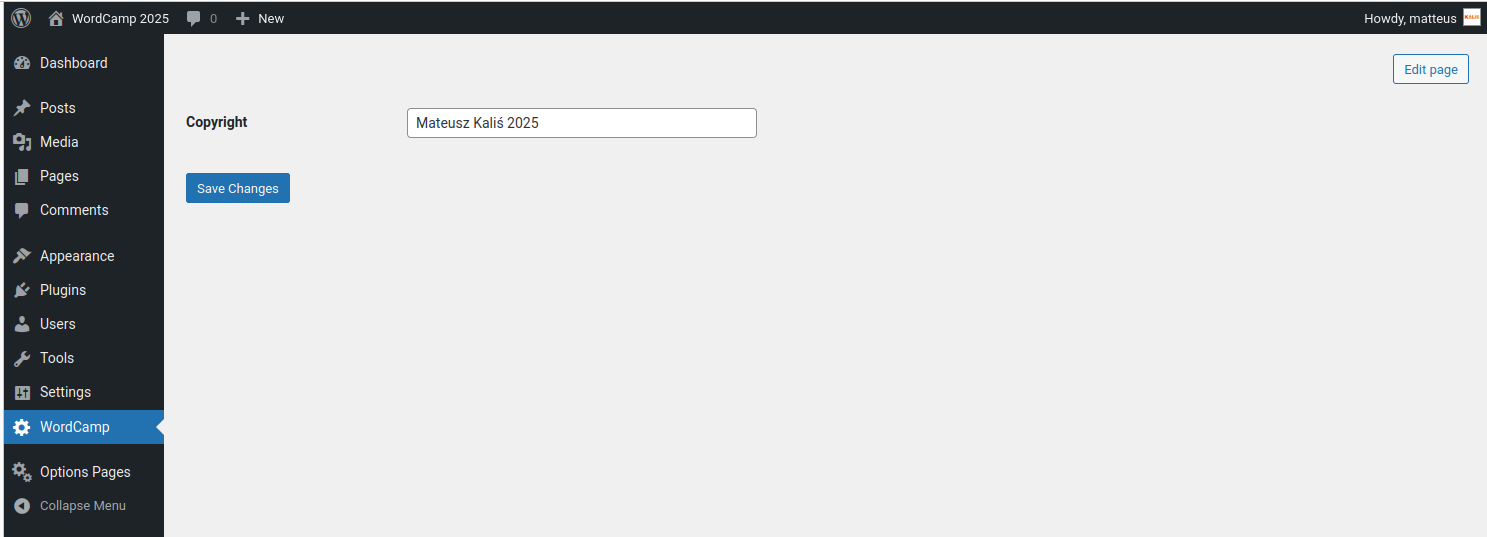 WordCamp 2025 0 New Howdy, matteus
Dashboard
Posts
Media
Pages
Comments
Appearance
Plugins
Users
Tools
Settings
WordCamp
Options Pages
Collapse Menu
Edit page
Copyright Mateusz Kaliś 2025
Save Changes